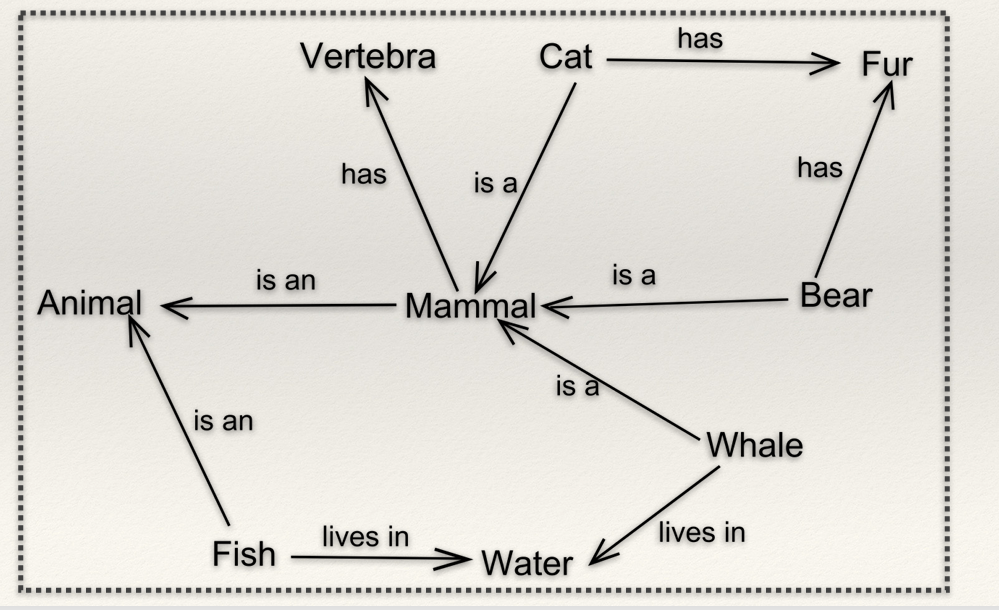 has
Vertebra
Cat
Fur
has
is a
has
is an
is a
Animal
Mammal
Bear
is a
is an
Whale
lives in
lives in
Fish
Water